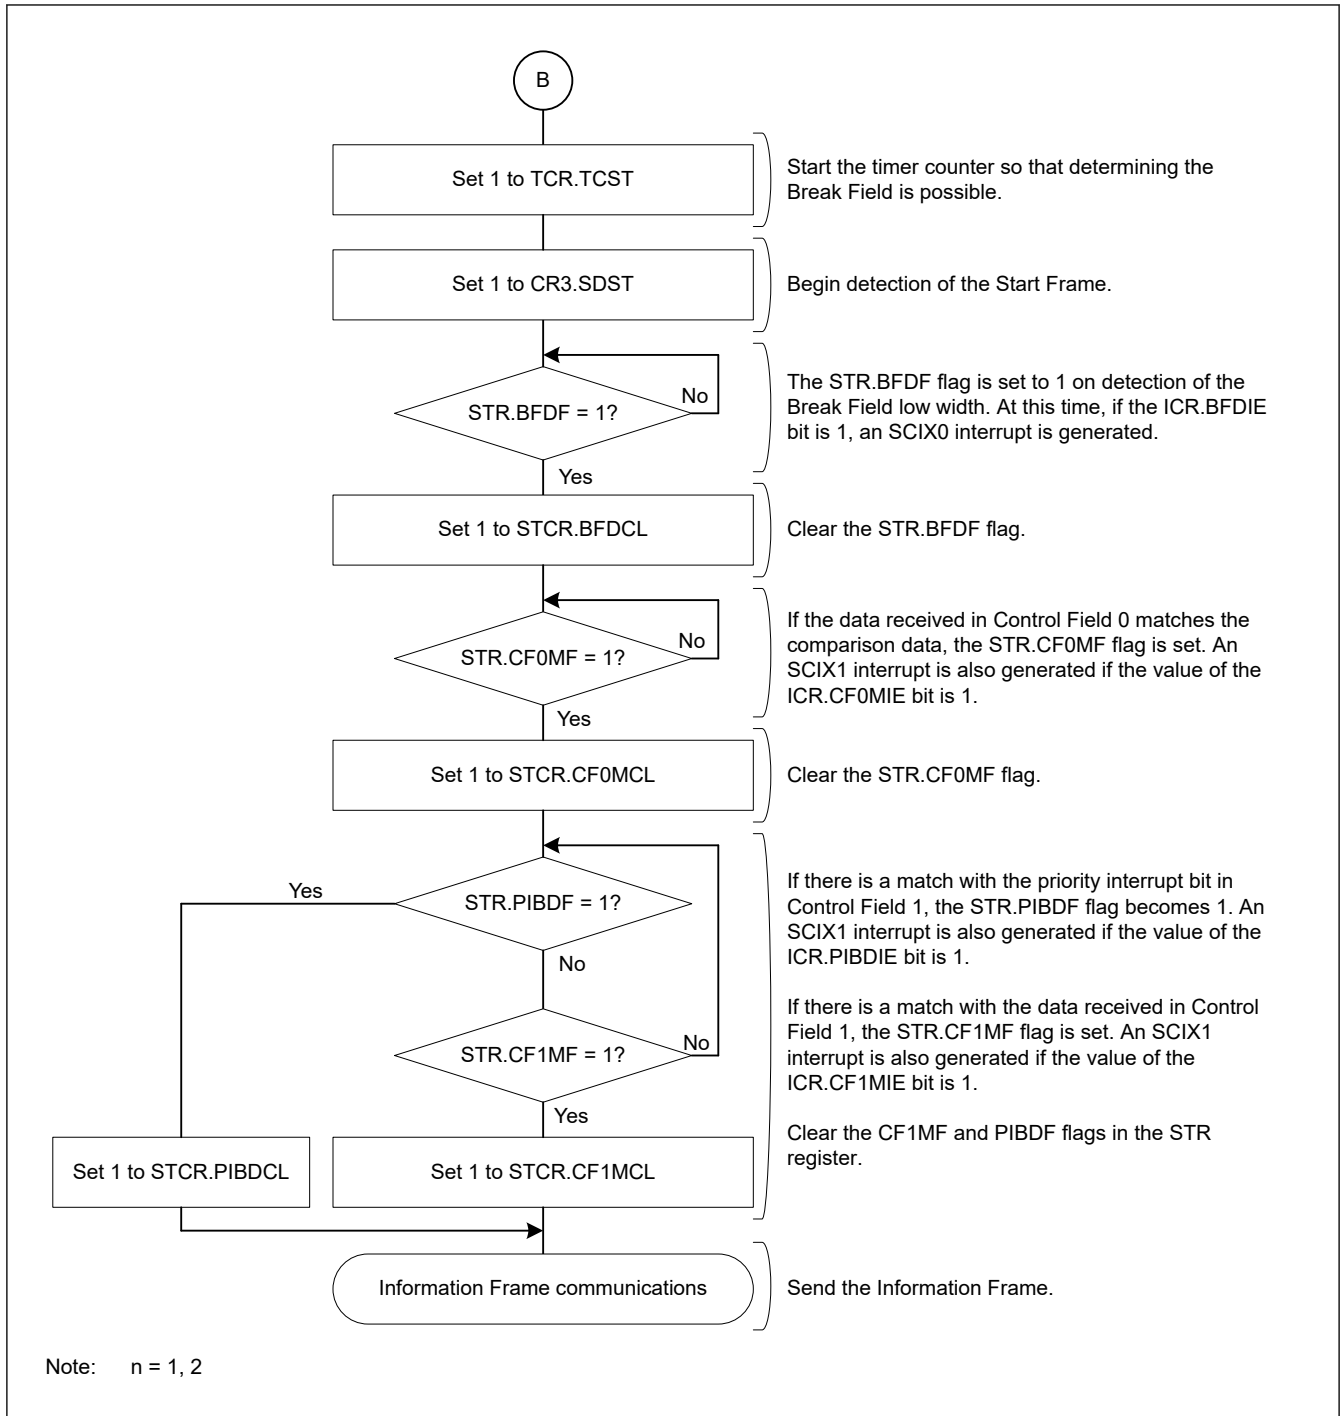 B
Set 1 to TCR.TCST
Start the timer counter so that determining the
Break Field is possible.
Set 1 to CR3.SDST
Begin detection of the Start Frame.
STR.BFDF = 1?
No
Yes
The STR.BFDF flag is set to 1 on detection of the
Break Field low width. At this time, if the ICR.BFDIE
bit is 1, an SCIX0 interrupt is generated.
Set 1 to STCR.BFDCL
Clear the STR.BFDF flag.
STR.CF0MF = 1?
No
Yes
If the data received in Control Field 0 matches the
comparison data, the STR.CF0MF flag is set. An
SCIX1 interrupt is also generated if the value of the
ICR.CF0MIE bit is 1.
Set 1 to STCR.CF0MCL
Clear the STR.CF0MF flag.
Yes
STR.PIBDF = 1?
No
If there is a match with the priority interrupt bit in
Control Field 1, the STR.PIBDF flag becomes 1. An
SCIX1 interrupt is also generated if the value of the
ICR.PIBDIE bit is 1.
STR.CF1MF = 1?
No
Yes
If there is a match with the data received in Control
Field 1, the STR.CF1MF flag is set. An SCIX1
interrupt is also generated if the value of the
ICR.CF1MIE bit is 1.
Set 1 to STCR.PIBDCL
Set 1 to STCR.CF1MCL
Clear the CF1MF and PIBDF flags in the STR
register.
Information Frame communications
Send the Information Frame.
Note: n = 1, 2